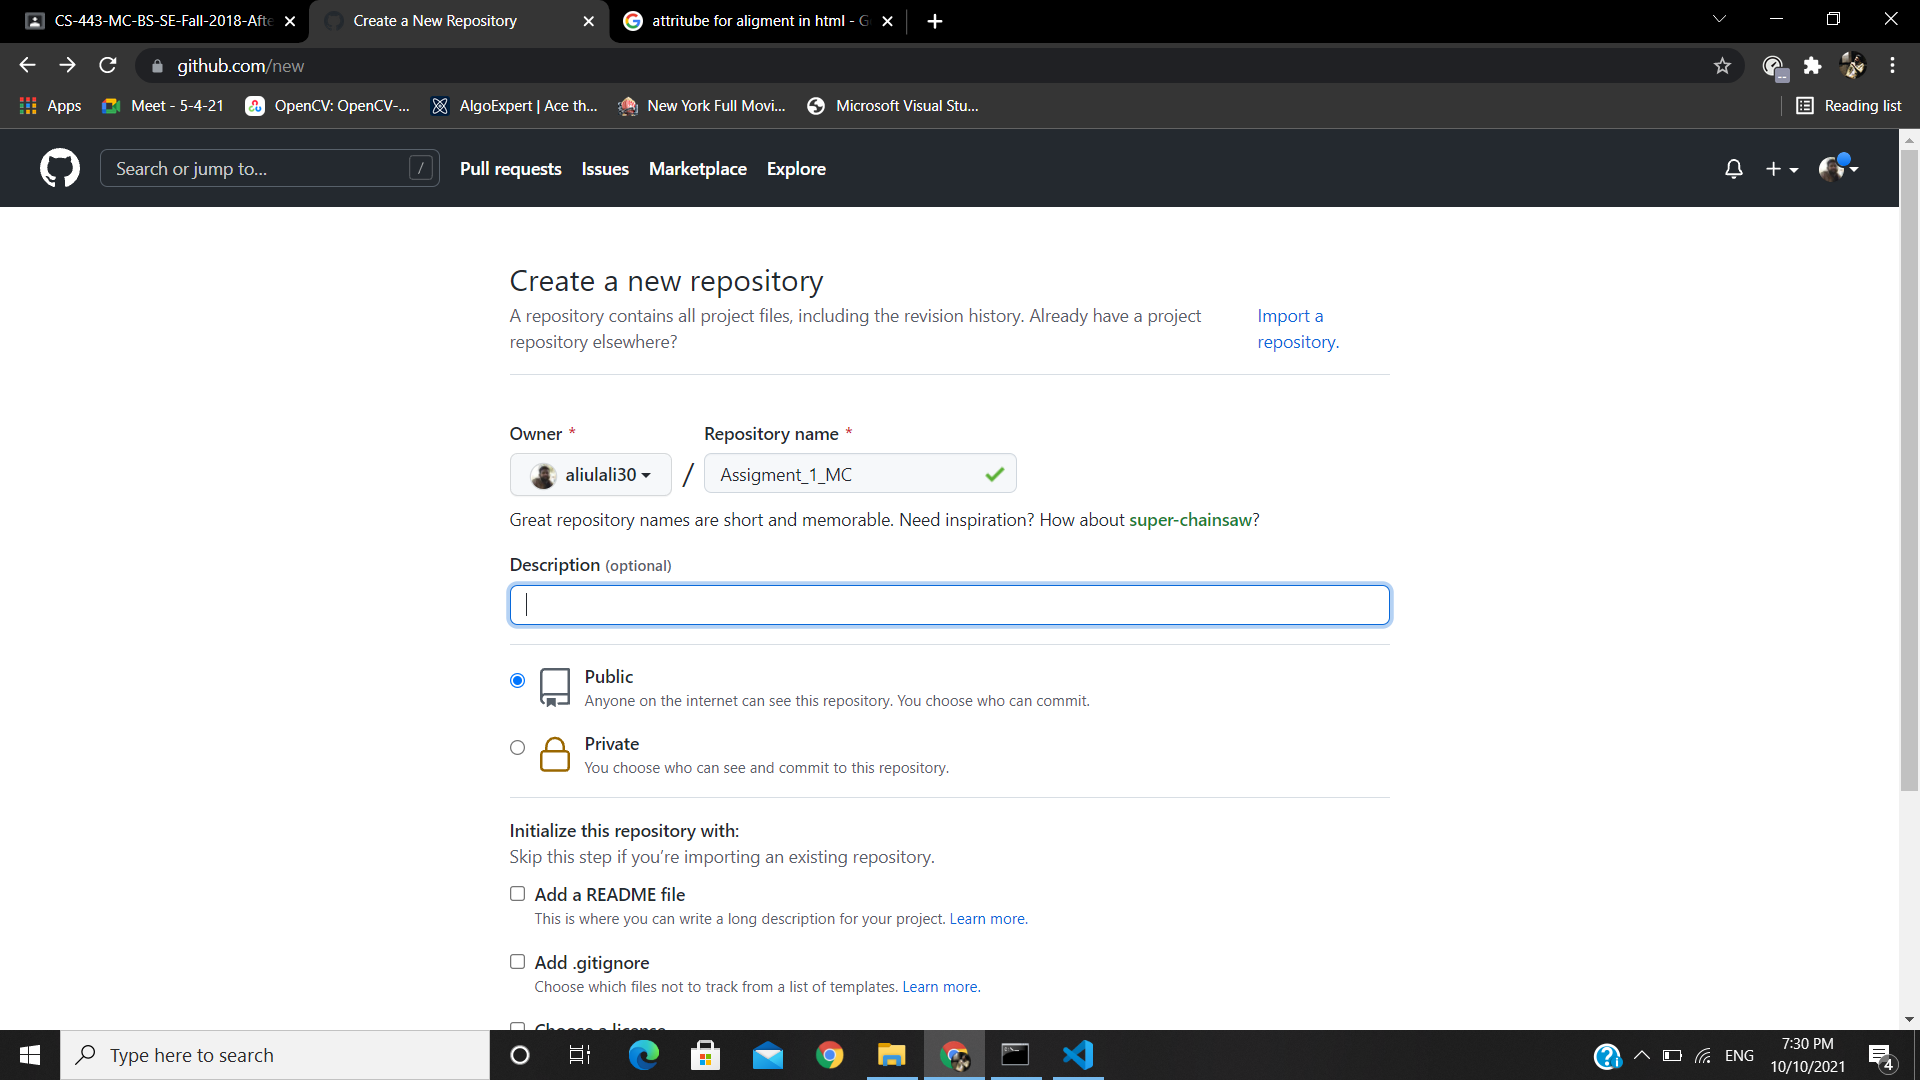 CS-443-MC-BS-SE-Fall-2018-Afte
Create a New Repository
attritube for aligment in html - G
github.com/new
Apps
Meet - 5-4-21
OpenCV: OpenCV-...
AlgoExpert | Ace th...
New York Full Movi...
Microsoft Visual Stu...
Reading list
Search or jump to...
/
Pull requests
Issues
Marketplace
Explore
Create a new repository
A repository contains all project files, including the revision history. Already have a project
repository elsewhere?
Import a
repository.
Owner *
Repository name *
aliulali30
/
Assigment_1_MC
Great repository names are short and memorable. Need inspiration? How about super-chainsaw?
Description (optional)
Public
Anyone on the internet can see this repository. You choose who can commit.
Private
You choose who can see and commit to this repository.
Initialize this repository with:
Skip this step if you're importing an existing repository.
Add a README file
This is where you can write a long description for your project. Learn more.
Add .gitignore
Choose which files not to track from a list of templates. Learn more.
Choose a license
Type here to search
ENG
7:30 PM
10/10/2021
4